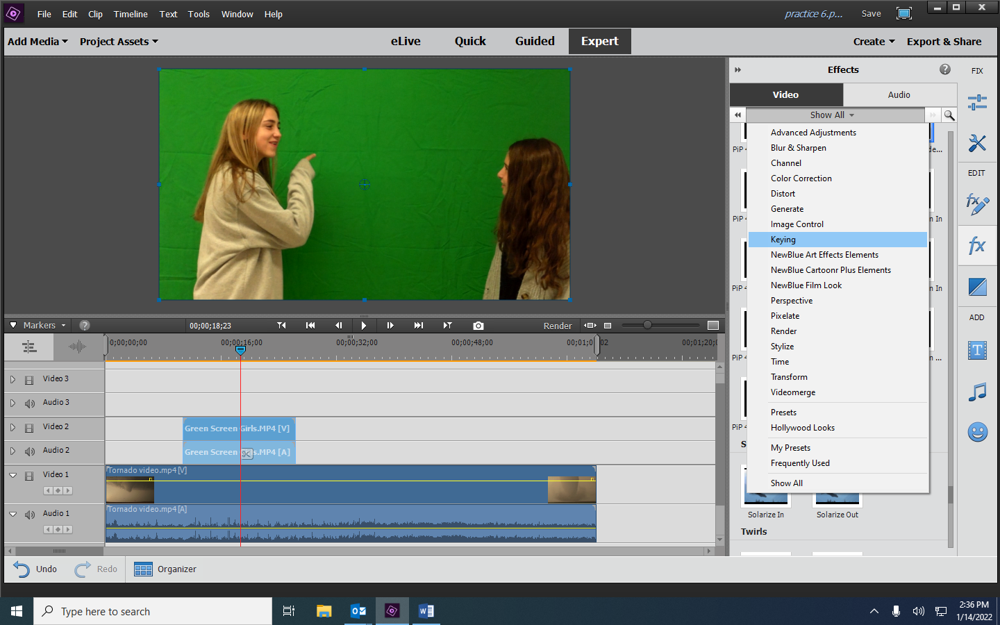 File Edit Clip Timeline Text Tools Window Help practice 6.p... Save
Add Media Project Assets eLive Quick Guided Expert Create Export & Share
Effects
FIX
Video Audio
Show All
Advanced Adjustments
Blur & Sharpen
Channel
Color Correction
Distort
Generate
Image Control
Keying
NewBlue Art Effects Elements
NewBlue Cartoonr Plus Elements
NewBlue Film Look
Perspective
Pixelate
Render
Stylize
Time
Transform
Videomerge
Presets
Hollywood Looks
My Presets
Frequently Used
Show All
PiP 4 de...
PiP 4 n In
PiP 4 n In
PiP 4 n ...
PiP 4
S
Solarize In Solarize Out
Twirls
EDIT
fx
fx
ADD
T
Markers ? 00;00;18;23 Render
0;00;00;00 00;00;16;00 00;00;32;00 00;00;48;00 00;01;0 02 00;01;20;0
Video 3
Audio 3
Video 2
Green Screen Girls.MP4 [V]
Audio 2
Green Screen G s.MP4 [A]
Video 1
Tornado video.mp4 [V]
Audio 1
Tornado video.mp4 [A]
Undo Redo Organizer
Type here to search
2:36 PM
1/14/2022